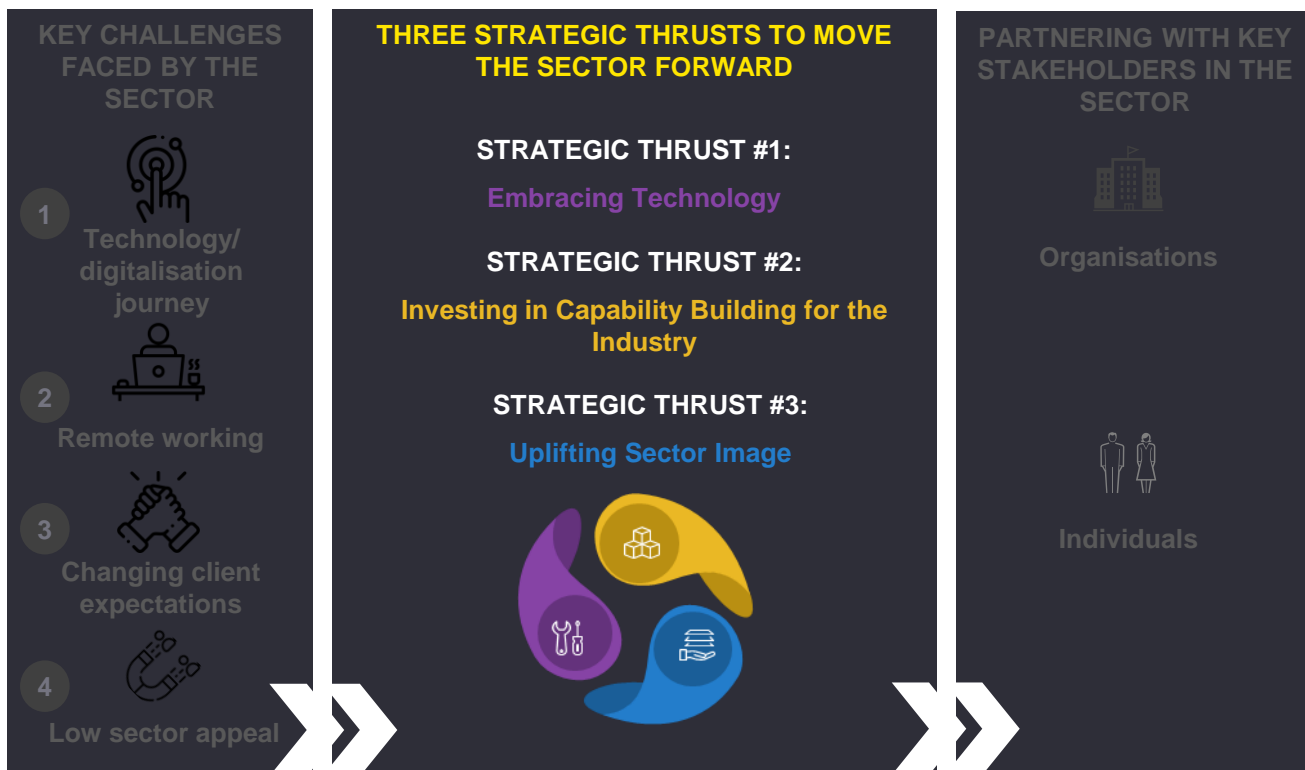 KEY CHALLENGES
FACED BY THE
SECTOR
1
Technology/
digitalisation
journey
2
Remote working
3
Changing client
expectations
4
Low sector appeal
THREE STRATEGIC THRUSTS TO MOVE
THE SECTOR FORWARD
STRATEGIC THRUST #1:
Embracing Technology
STRATEGIC THRUST #2:
Investing in Capability Building for the
Industry
STRATEGIC THRUST #3:
Uplifting Sector Image
PARTNERING WITH KEY
STAKEHOLDERS IN THE
SECTOR
Organisations
Individuals